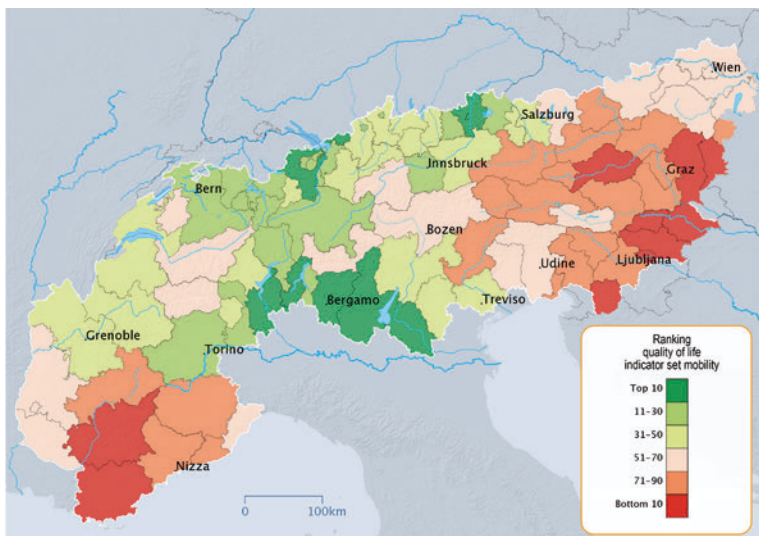 Wien
Salzburg
Innsbruck
Graz
Bern
Bozen
Udine
Ljubljana
Bergamo
Treviso
Grenoble
Torino
Nizza
0
100km
Ranking
quality of life
indicator set mobility
Top 10
11-30
31-50
51-70
71-90
Bottom 10